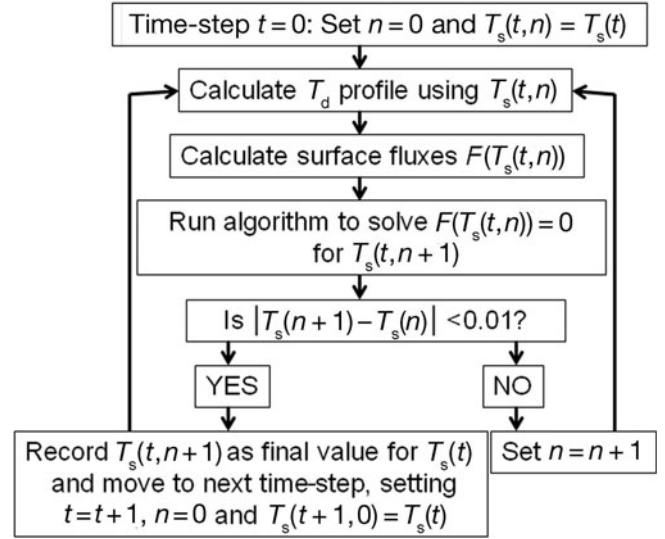 Time-step t = 0: Set n = 0 and Tₛ(t,n) = Tₛ(t)
Calculate T_d profile using Tₛ(t,n)
Calculate surface fluxes F(Tₛ(t,n))
Run algorithm to solve F(Tₛ(t,n)) = 0
for Tₛ(t,n+1)
Is |Tₛ(n+1) − Tₛ(n)| <0.01?
YES
NO
Record Tₛ(t,n+1) as final value for Tₛ(t)
and move to next time-step, setting
t = t+1, n = 0 and Tₛ(t+1,0) = Tₛ(t)
Set n = n+1